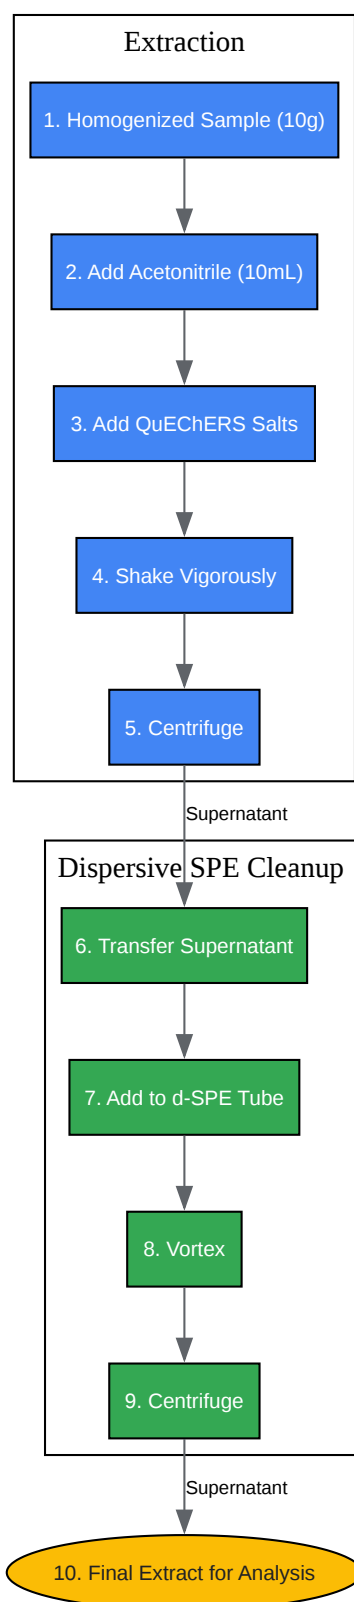 Extraction
1. Homogenized Sample (10g)
2. Add Acetonitrile (10mL)
3. Add QuEChERS Salts
4. Shake Vigorously
5. Centrifuge
Supernatant
Dispersive SPE Cleanup
6. Transfer Supernatant
7. Add to d-SPE Tube
8. Vortex
9. Centrifuge
Supernatant
10. Final Extract for Analysis